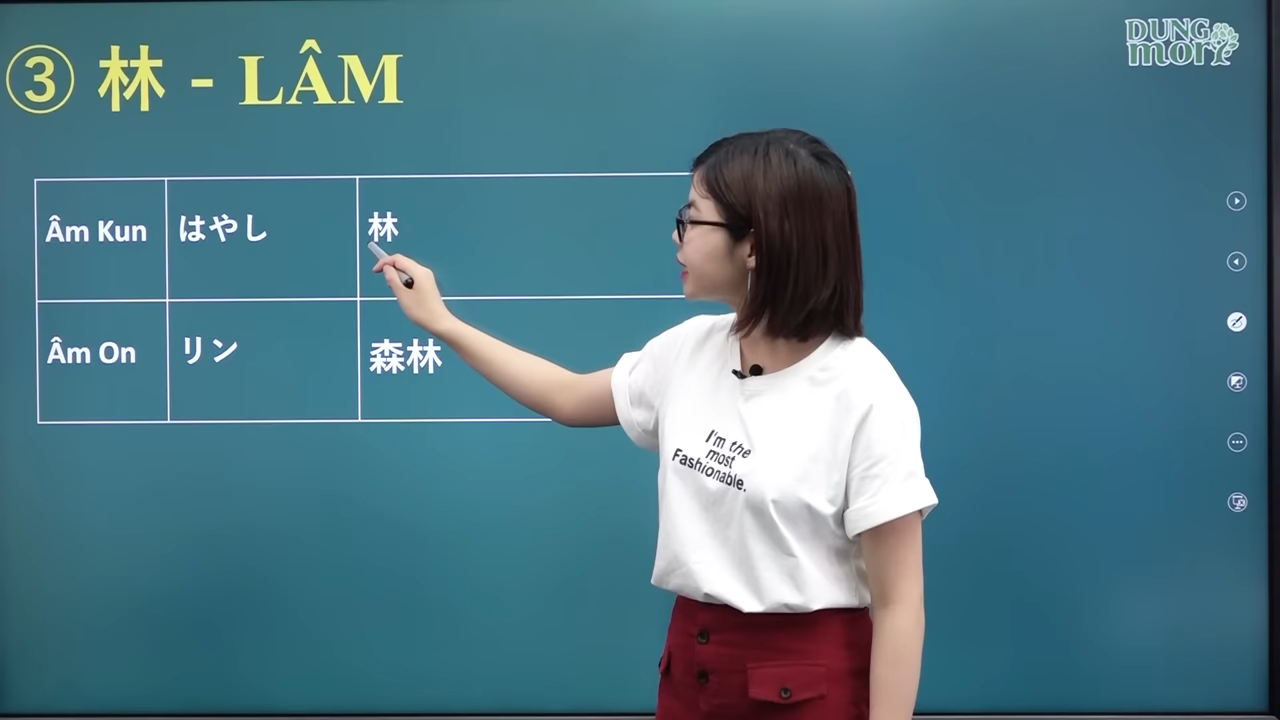 ③ 林 - LÂM
DUNG
mori
Âm Kun はやし 林
Âm On リン 森林
I'm the
most
Fashionable.